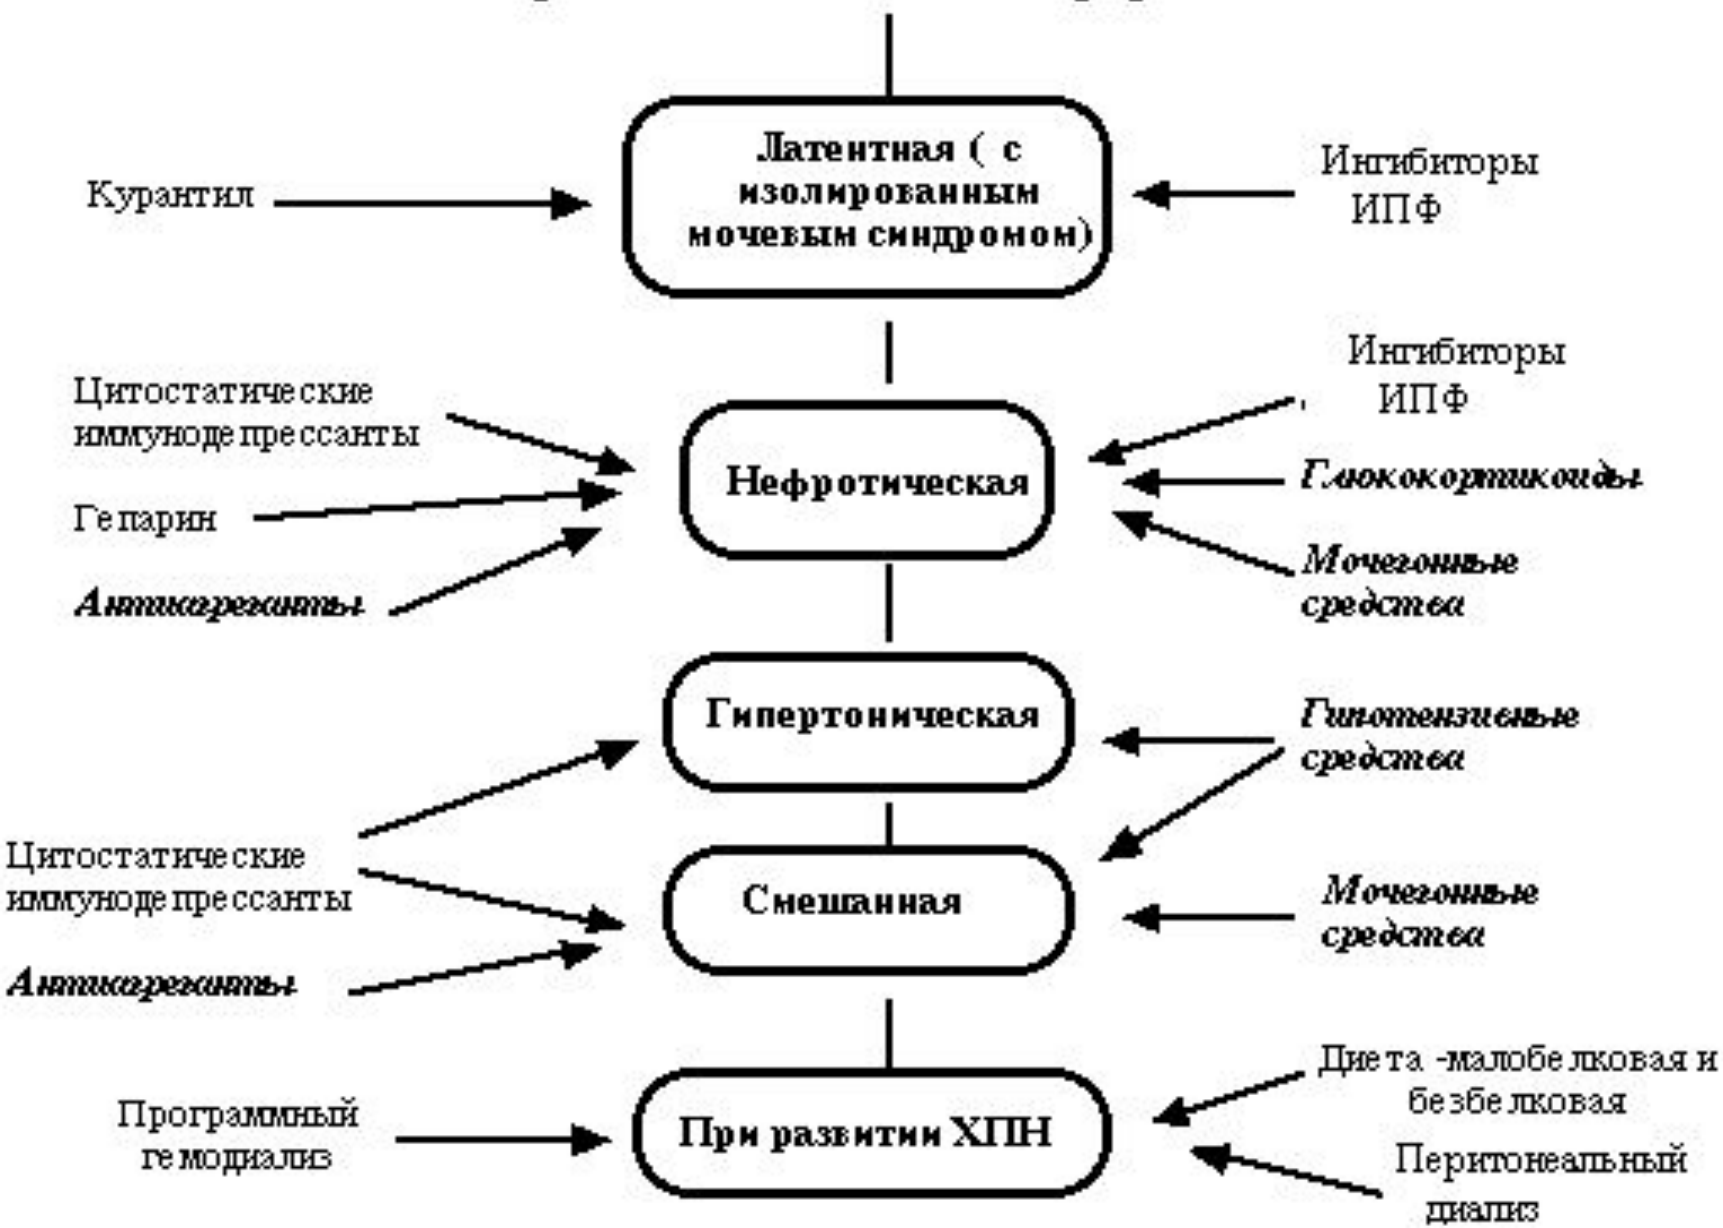 Латентная ( с
изолированным
мочевым синдромом)
Курантил
Ингибиторы
ИПФ
Цитостатические
иммунодепрессанты
Гепарин
Антиагреганты
Нефротическая
Ингибиторы
ИПФ
Глюкокортикоиды
Мочегонные
средства
Гипертоническая
Гипотензивные
средства
Цитостатические
иммунодепрессанты
Антиагреганты
Смешанная
Мочегонные
средства
Программный
гемодиализ
При развитии ХПН
Диета -малобелковая и
безбелковая
Перитонеальный
диализ